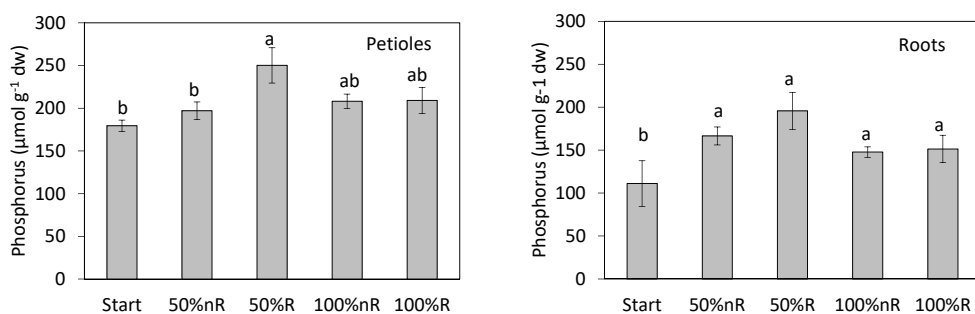 300
250
200
150
100
50
0
Phosphorus (µmol g⁻¹ dw)
Petioles
b
b
a
ab
ab
Start 50%nR 50%R 100%nR 100%R
300
250
200
150
100
50
0
Phosphorus (µmol g-1 dw)
Roots
b
a
a
a
a
Start 50%nR 50%R 100%nR 100%R